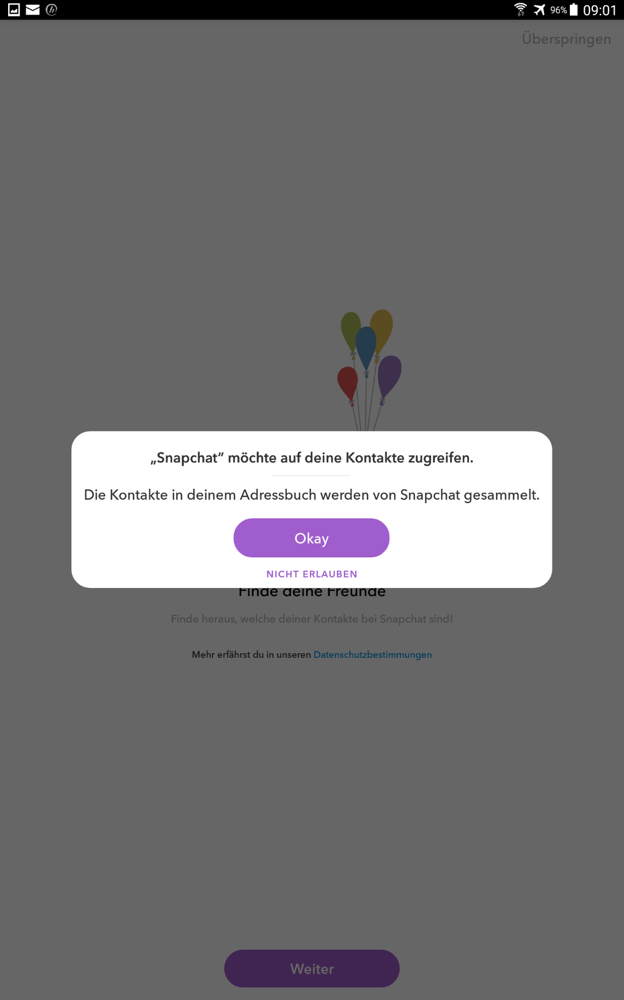 96% 09:01
Überspringen
„Snapchat“ möchte auf deine Kontakte zugreifen.
Die Kontakte in deinem Adressbuch werden von Snapchat gesammelt.
Okay
NICHT ERLAUBEN
Finde deine Freunde
Finde heraus, welche deiner Kontakte bei Snapchat sind!
Mehr erfährst du in unseren Datenschutzbestimmungen
Weiter